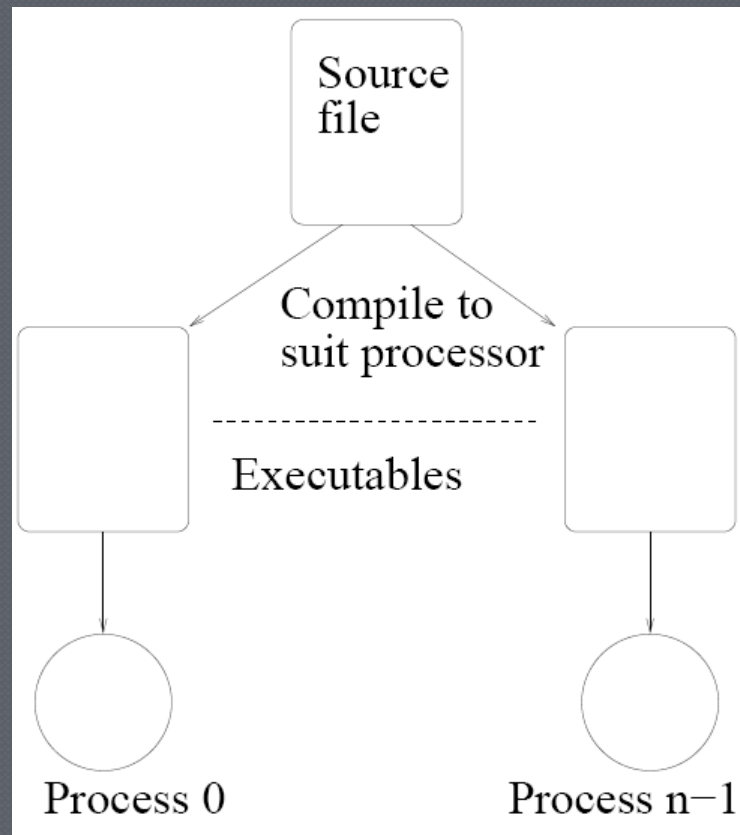 Source
file
Compile to
suit processor
Executables
Process 0
Process n−1